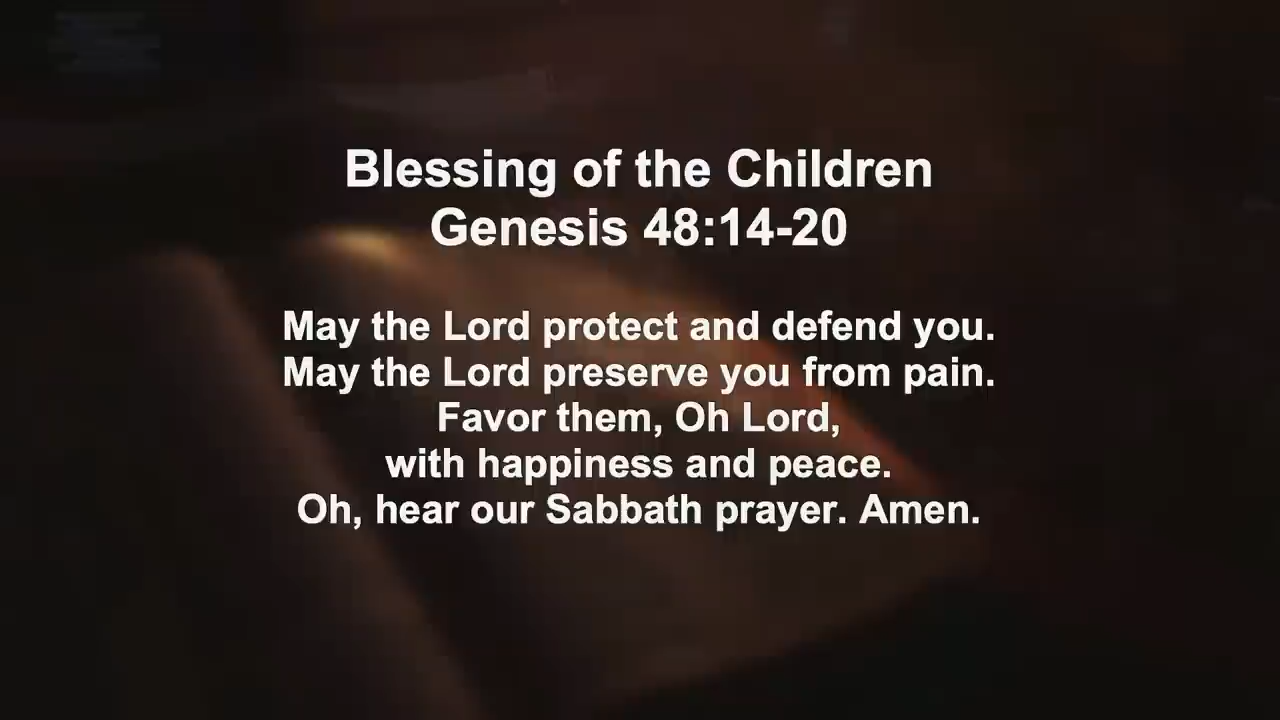 Blessing of the Children
Genesis 48:14-20
May the Lord protect and defend you.
May the Lord preserve you from pain.
Favor them, Oh Lord,
with happiness and peace.
Oh, hear our Sabbath prayer. Amen.